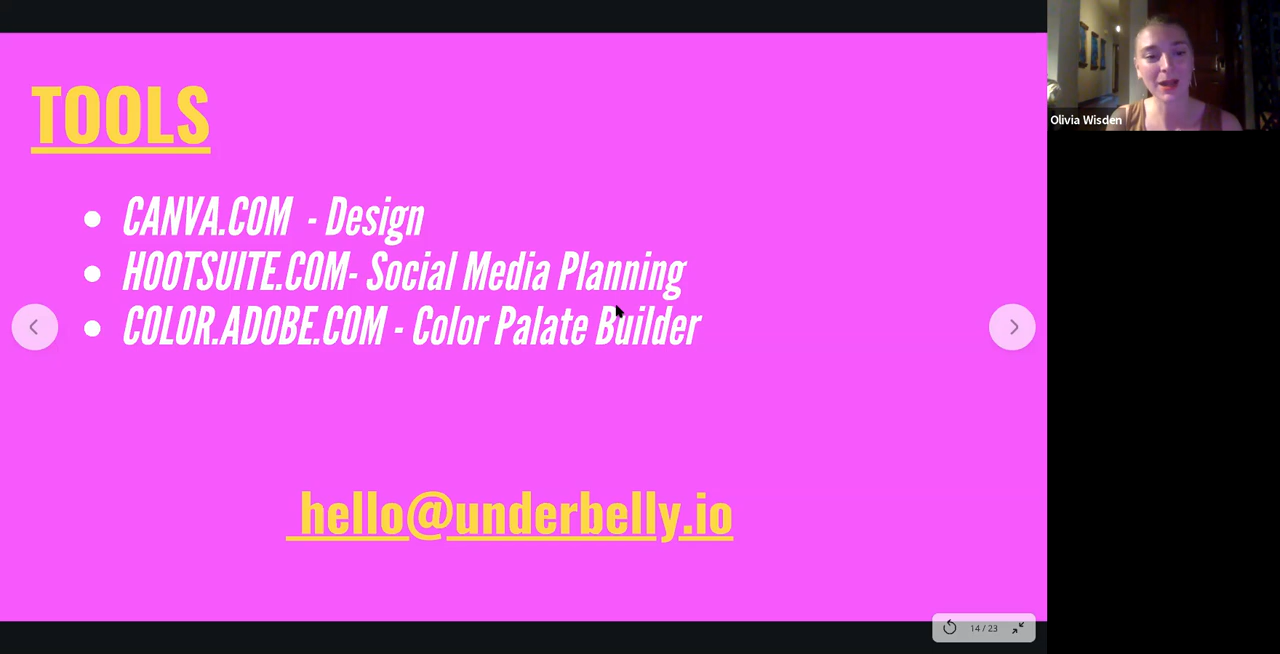 TOOLS
CANVA.COM - Design
HOOTSUITE.COM- Social Media Planning
COLOR.ADOBE.COM - Color Palate Builder
hello@underbelly.io
14 / 23
Olivia Wisden